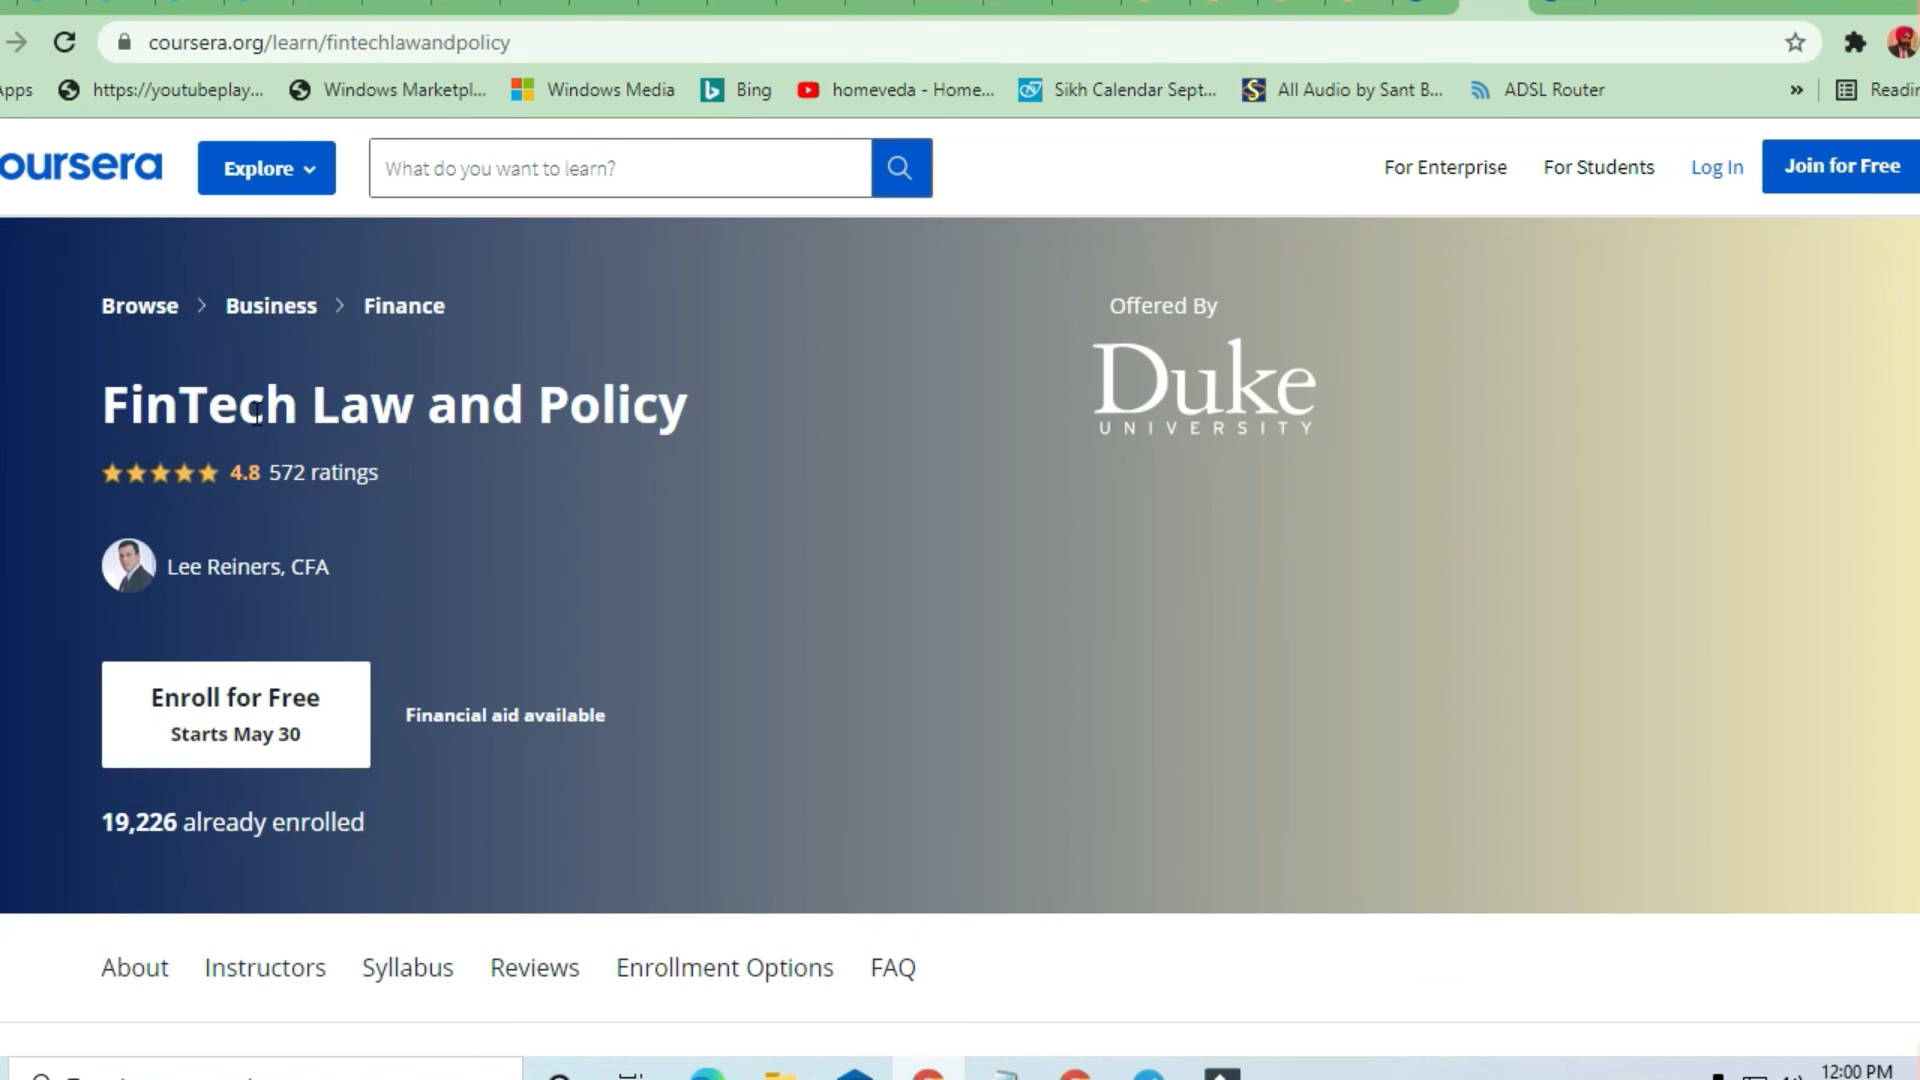 coursera.org/learn/fintechlawandpolicy
Apps https://youtubeplay... Windows Marketpl... Windows Media Bing homeveda - Home... Sikh Calendar Sept... All Audio by Sant B... ADSL Router » Readin
oursera Explore What do you want to learn? For Enterprise For Students Log In Join for Free
Browse > Business > Finance
Offered By
Duke
UNIVERSITY
FinTech Law and Policy
4.8 572 ratings
Lee Reiners, CFA
Enroll for Free
Starts May 30
Financial aid available
19,226 already enrolled
About Instructors Syllabus Reviews Enrollment Options FAQ
12:00 PM